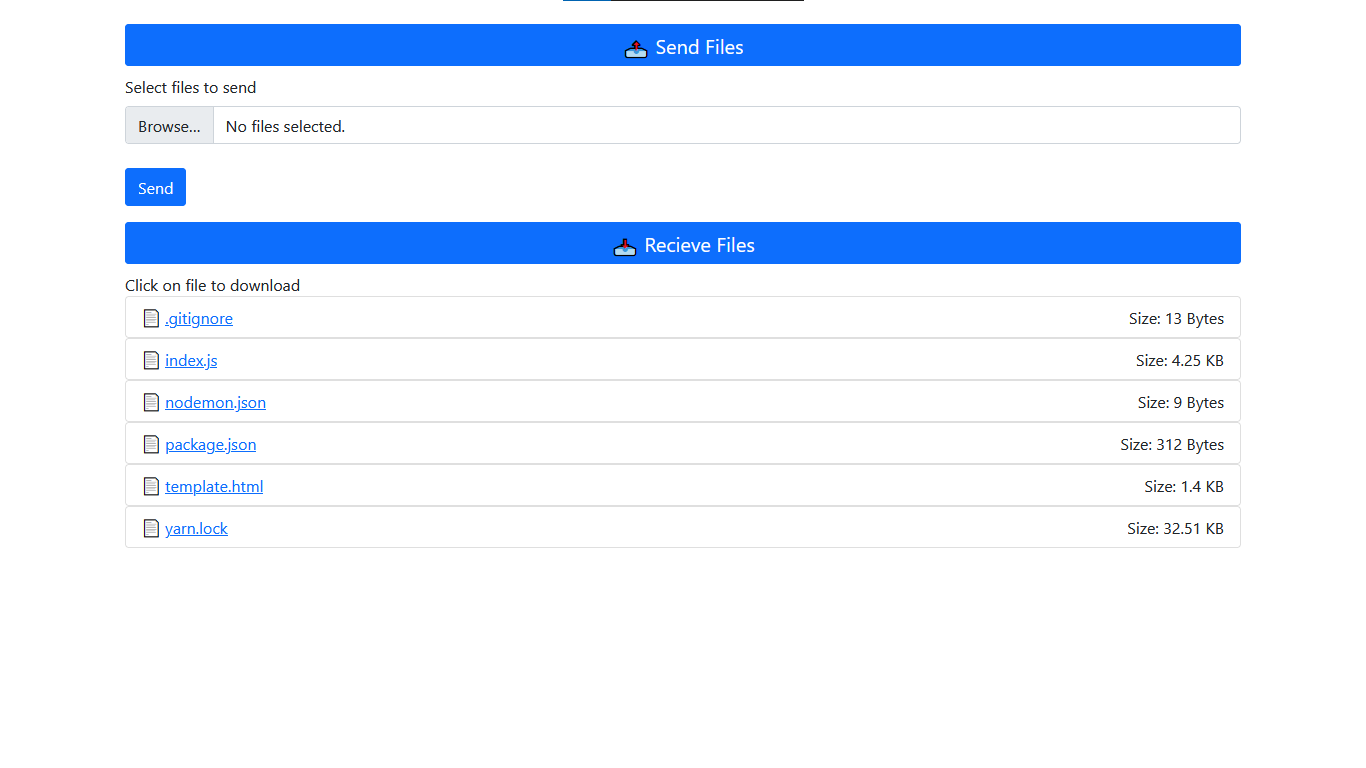 Send Files
Select files to send
Browse... No files selected.
Send
Recieve Files
Click on file to download
.gitignore Size: 13 Bytes
index.js Size: 4.25 KB
nodemon.json Size: 9 Bytes
package.json Size: 312 Bytes
template.html Size: 1.4 KB
yarn.lock Size: 32.51 KB